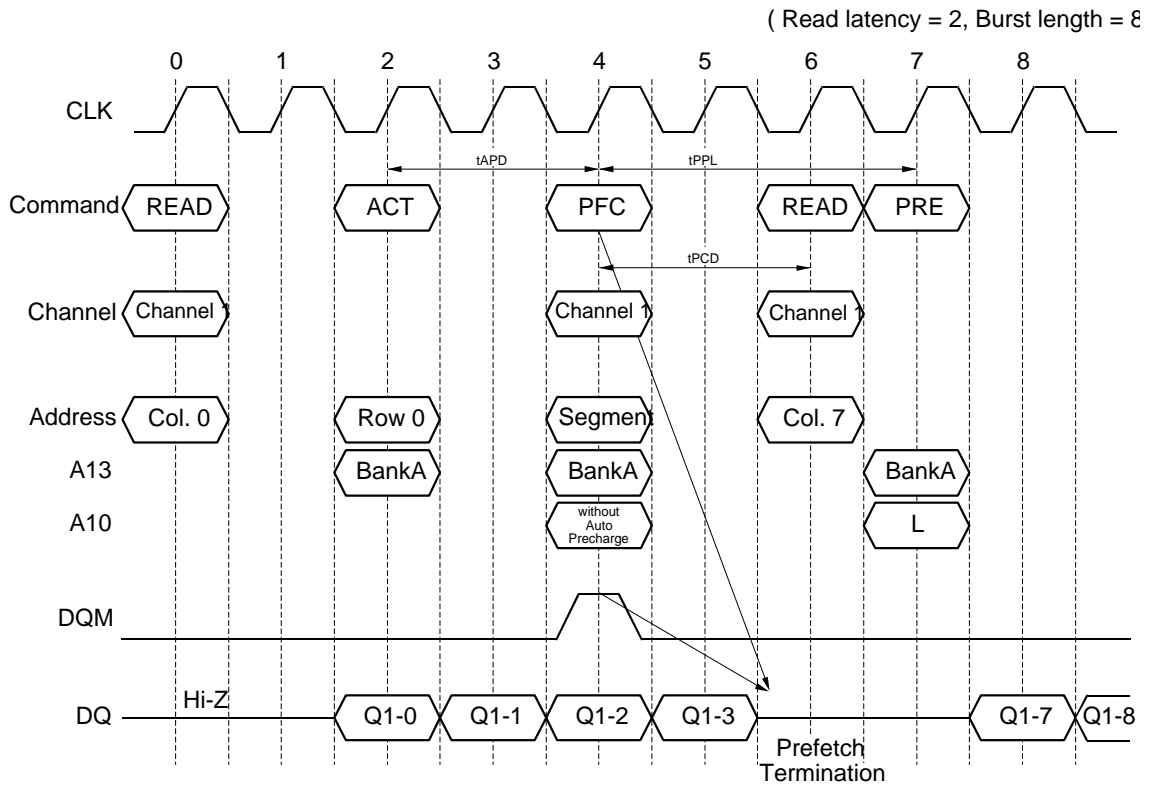 ( Read latency = 2, Burst length = 8
0 1 2 3 4 5 6 7 8
CLK
tAPD tPPL
Command READ ACT PFC READ PRE
tPCD
Channel Channel 1 Channel 1 Channel 1
Address Col. 0 Row 0 Segment Col. 7
A13 BankA BankA BankA
A10 without Auto Precharge L
DQM
Hi-Z
DQ Q1-0 Q1-1 Q1-2 Q1-3 Q1-7 Q1-8
Prefetch
Termination